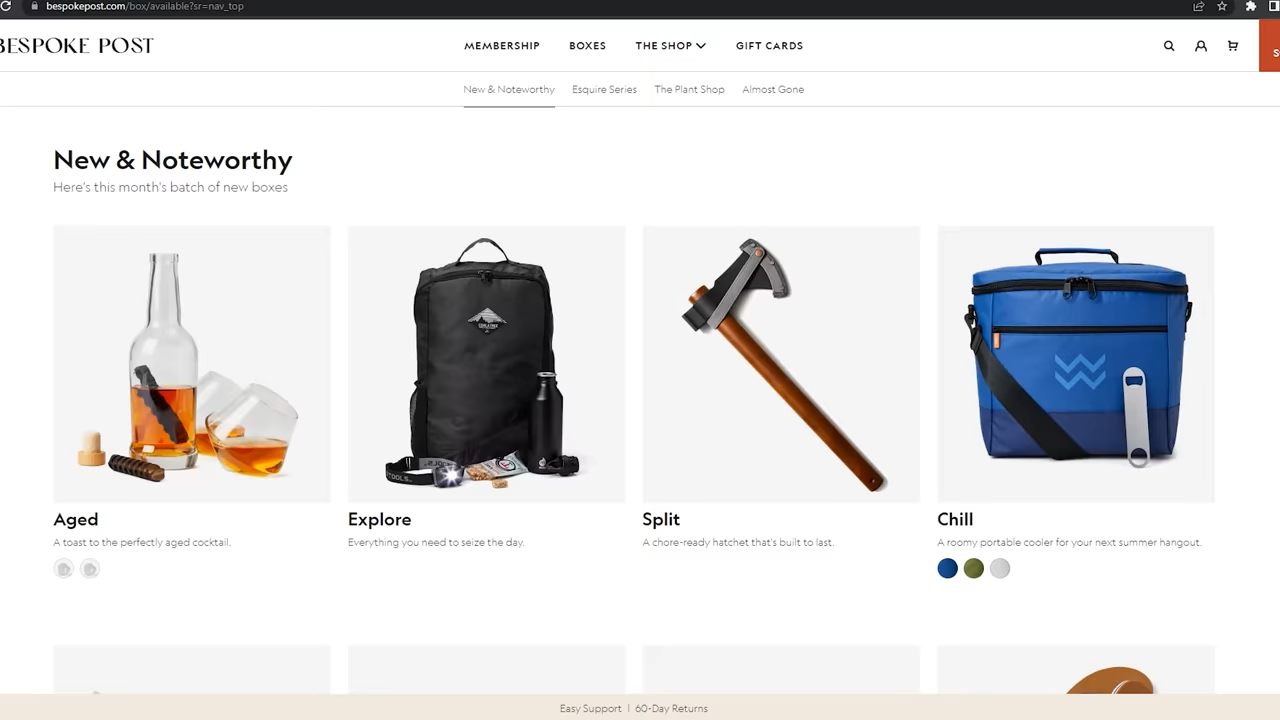 bespokepost.com/box/available?sr=nav_top
BESPOKE POST
MEMBERSHIP BOXES THE SHOP GIFT CARDS
New & Noteworthy Esquire Series The Plant Shop Almost Gone
New & Noteworthy
Here's this month's batch of new boxes
Aged Explore Split Chill
A toast to the perfectly aged cocktail. Everything you need to seize the day. A chore-ready hatchet that's built to last. A roomy portable cooler for your next summer hangout.
Easy Support | 60-Day Returns